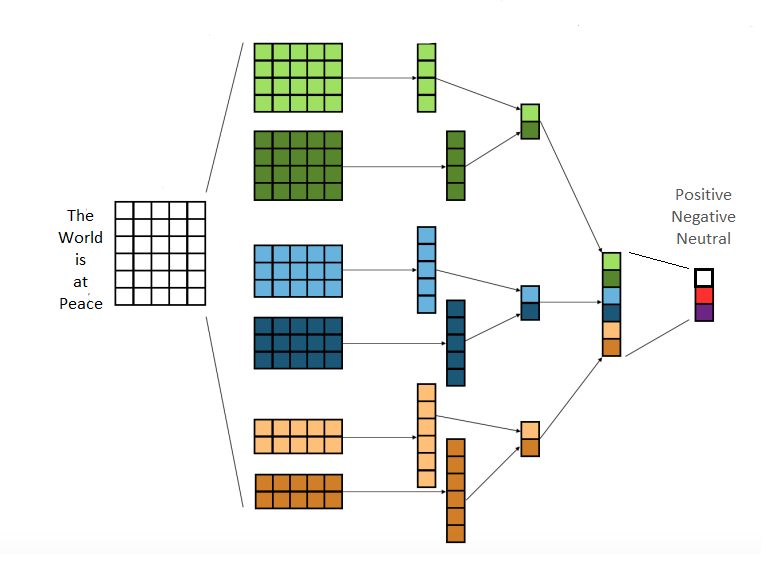 The
World
is
at
Peace
Positive
Negative
Neutral